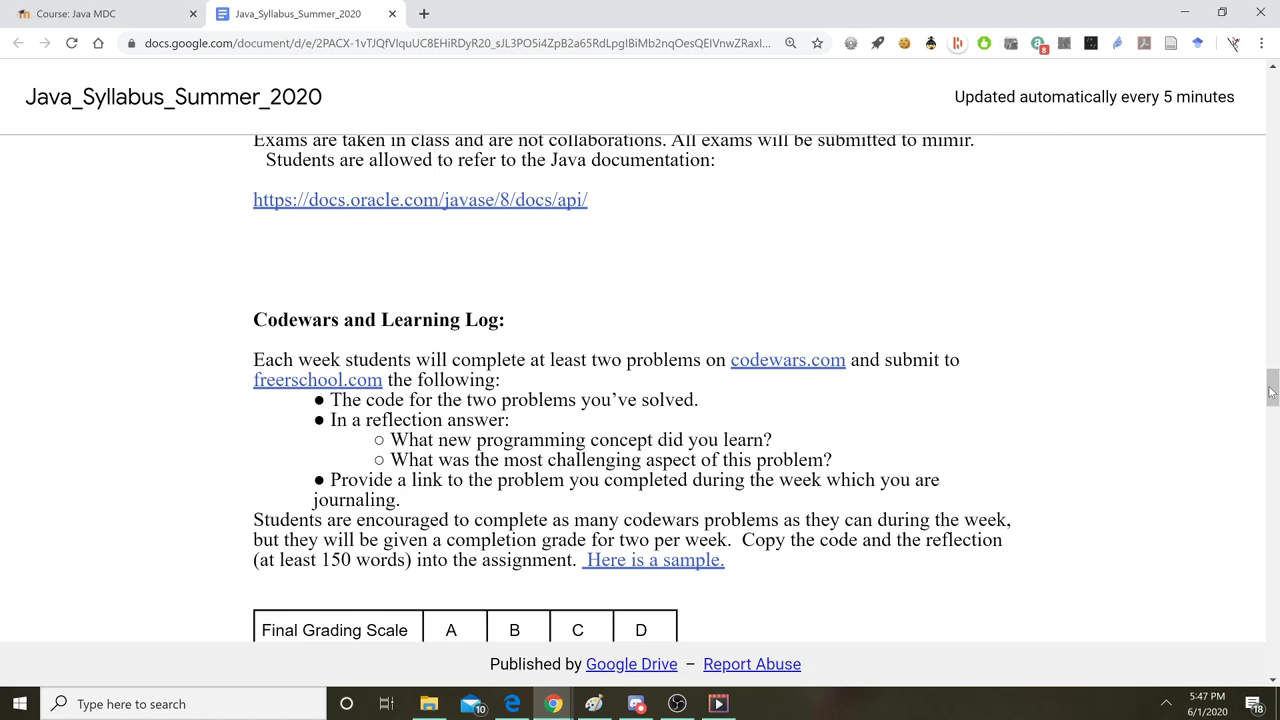 Course: Java MDC
Java_Syllabus_Summer_2020
docs.google.com/document/d/e/2PACX-1vTJQfVIquUC8EHiRDyR20_sJL3PO5i4ZpB2a65RdLpgIBiMb2nqOesQEIVnwZRaxI...
Java_Syllabus_Summer_2020
Updated automatically every 5 minutes
Exams are taken in class and are not collaborations. All exams will be submitted to mimir.
Students are allowed to refer to the Java documentation:
https://docs.oracle.com/javase/8/docs/api/
Codewars and Learning Log:
Each week students will complete at least two problems on codewars.com and submit to
freerschool.com the following:
● The code for the two problems you’ve solved.
● In a reflection answer:
○ What new programming concept did you learn?
○ What was the most challenging aspect of this problem?
● Provide a link to the problem you completed during the week which you are
journaling.
Students are encouraged to complete as many codewars problems as they can during the week,
but they will be given a completion grade for two per week. Copy the code and the reflection
(at least 150 words) into the assignment. Here is a sample.
Final Grading Scale A B C D
Published by Google Drive – Report Abuse
Type here to search
10
5:47 PM
6/1/2020
18
8